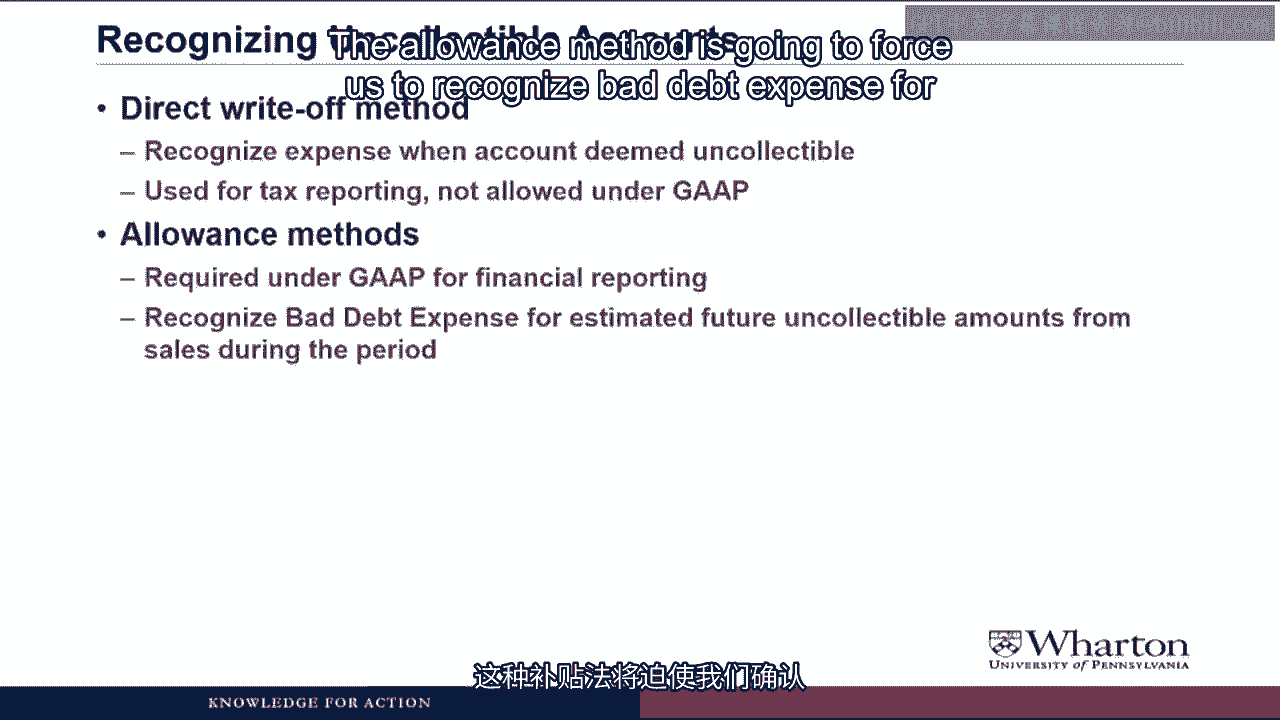 Recognizing Uncollectible Accounts
The allowance method is going to force
us to recognize bad debt expense for
• Direct write-off method
– Recognize expense when account deemed uncollectible
– Used for tax reporting, not allowed under GAAP
• Allowance methods
– Required under GAAP for financial reporting
– Recognize Bad Debt Expense for estimated future uncollectible amounts from
sales during the period
Wharton
UNIVERSITY of PENNSYLVANIA
这种补贴法将迫使我们确认
KNOWLEDGE FOR ACTION